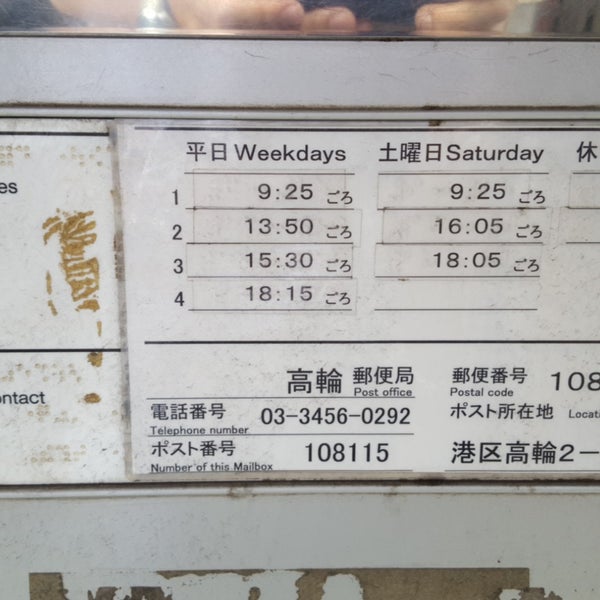 平日 Weekdays 土曜日 Saturday 休
es
1 9:25 ごろ 9:25 ごろ
2 13:50 ごろ 16:05 ごろ
3 15:30 ごろ 18:05 ごろ
4 18:15 ごろ
高輪 郵便局 郵便番号 108
Post office Postal code
ontact
電話番号 03-3456-0292 ポスト所在地 Locat
Telephone number
ポスト番号 108115 港区高輪2-
Number of this Mailbox